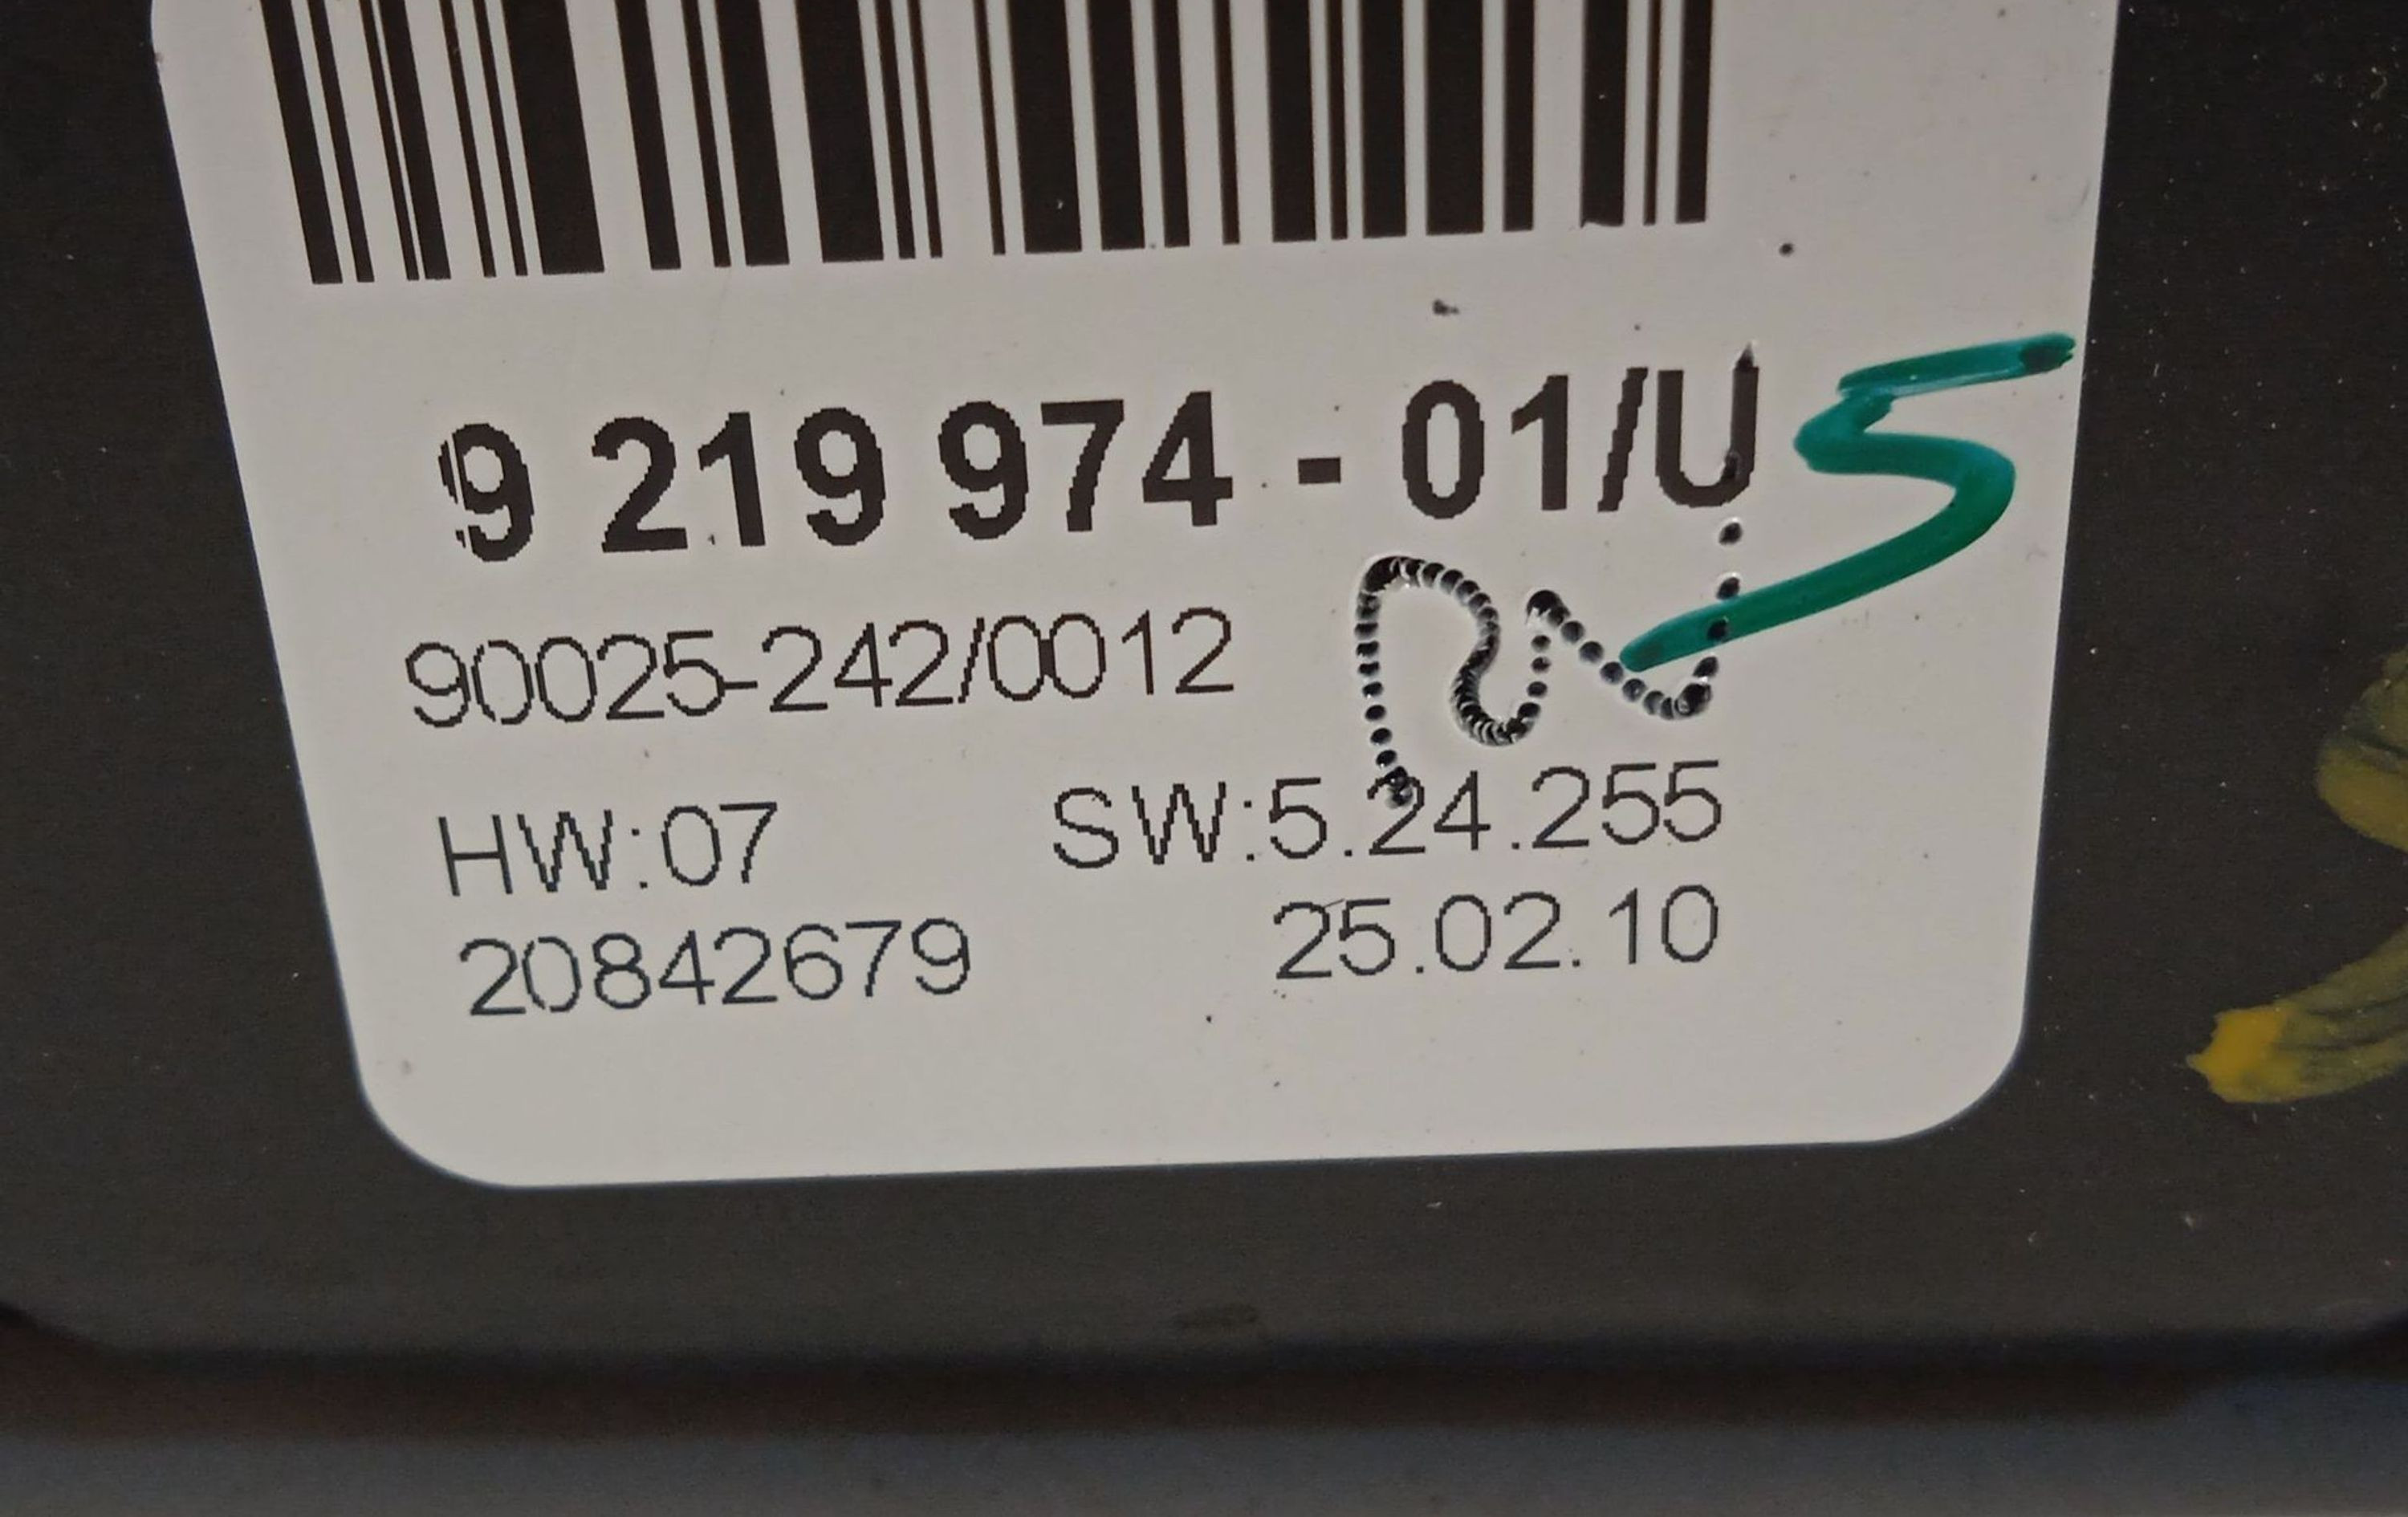 9 219 974 - 01/U 5
90025-242/0012
HW:07 SW:5.24.255
20842679 25.02.10